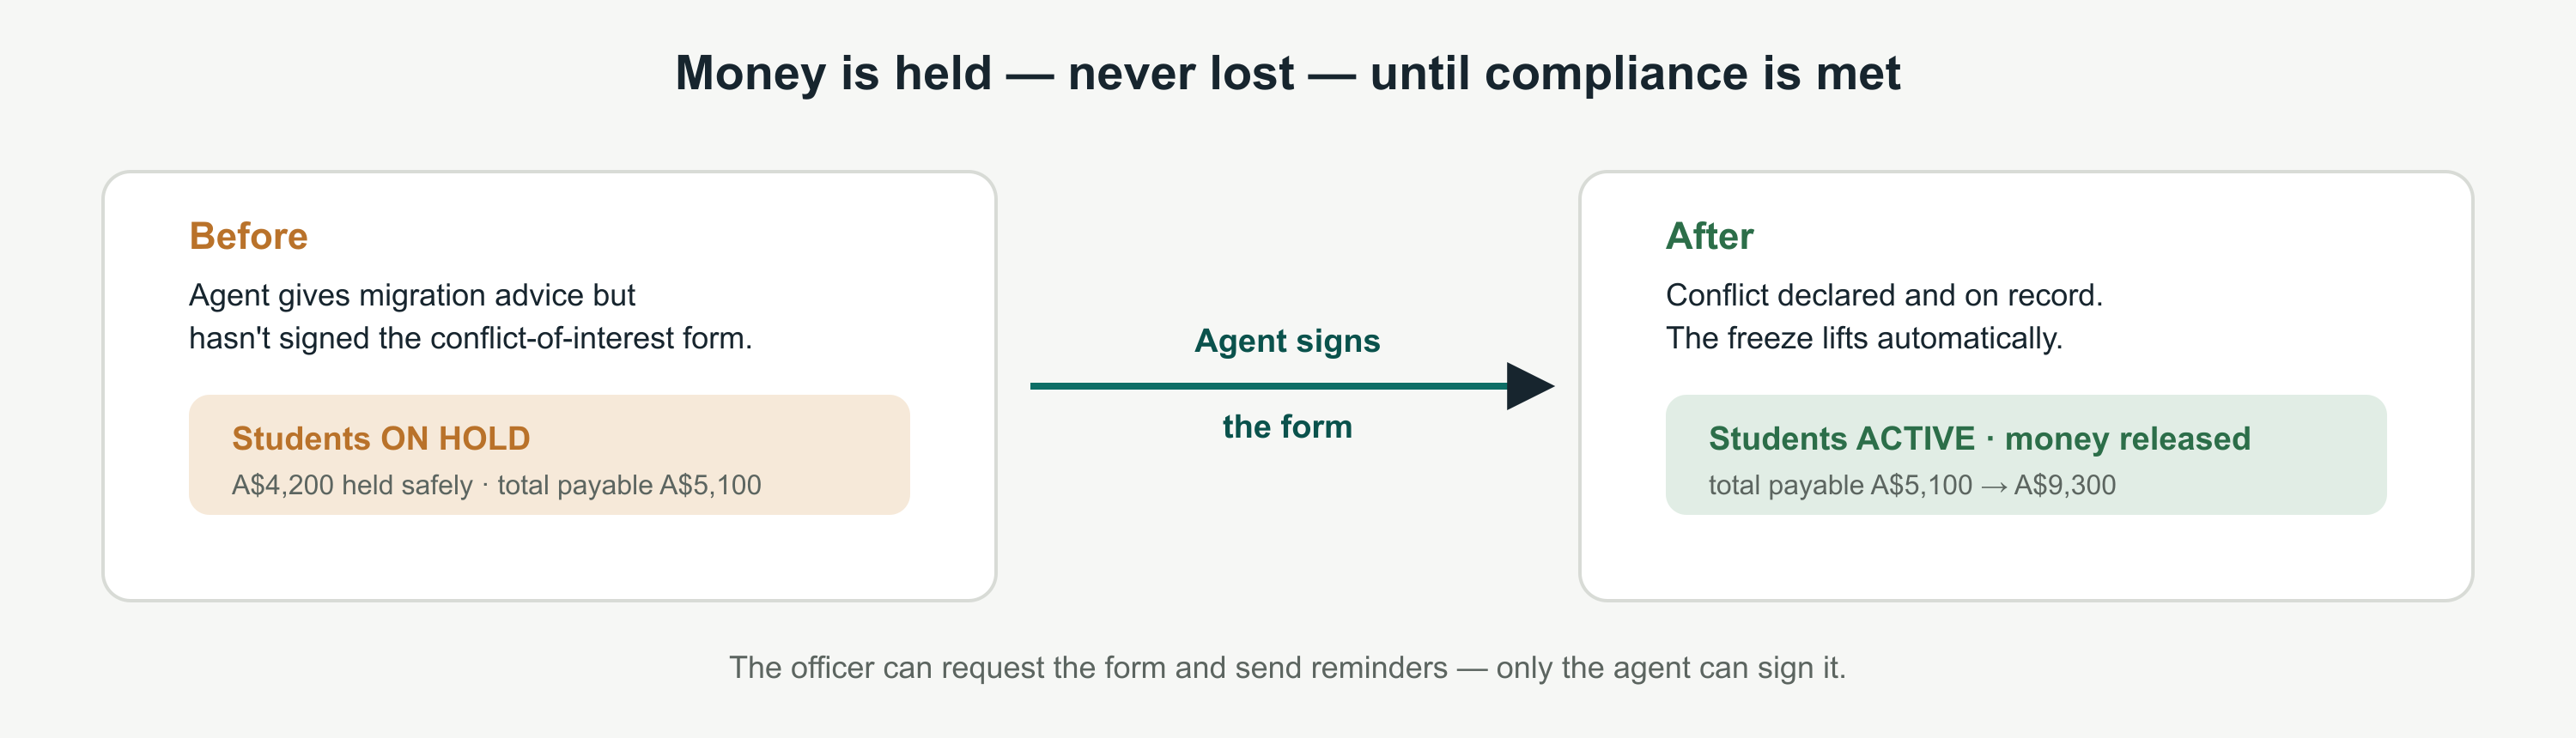 Money is held — never lost — until compliance is met
Before
Agent gives migration advice but
hasn't signed the conflict-of-interest form.
Students ON HOLD
A$4,200 held safely · total payable A$5,100
Agent signs
the form
After
Conflict declared and on record.
The freeze lifts automatically.
Students ACTIVE · money released
total payable A$5,100 → A$9,300
The officer can request the form and send reminders — only the agent can sign it.